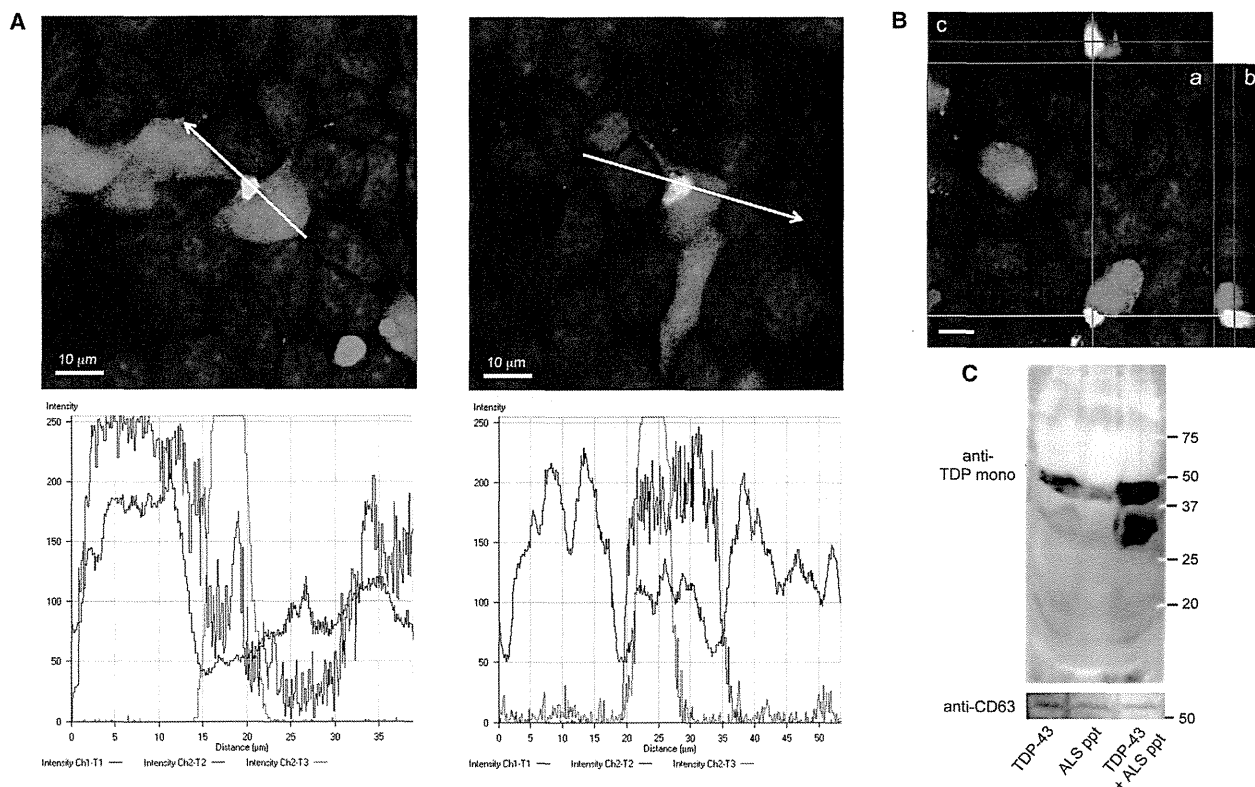 A
10 µm
10 µm
Intensity
250
200
150
100
50
0
0 5 10 15 20 25 30 35
Distance [µm]
Intensity Ch1-T1 Intensity Ch2-T2 Intensity Ch2-T3
Intensity
250
200
150
100
50
0
0 5 10 15 20 25 30 35 40 45 50
Distance [µm]
Intensity Ch1-T1 Intensity Ch2-T2 Intensity Ch2-T3
B
c
a
b
C
anti-
TDP mono
75
50
37
25
20
anti-CD63
50
TDP-43
ALS ppt
TDP-43
+ ALS ppt